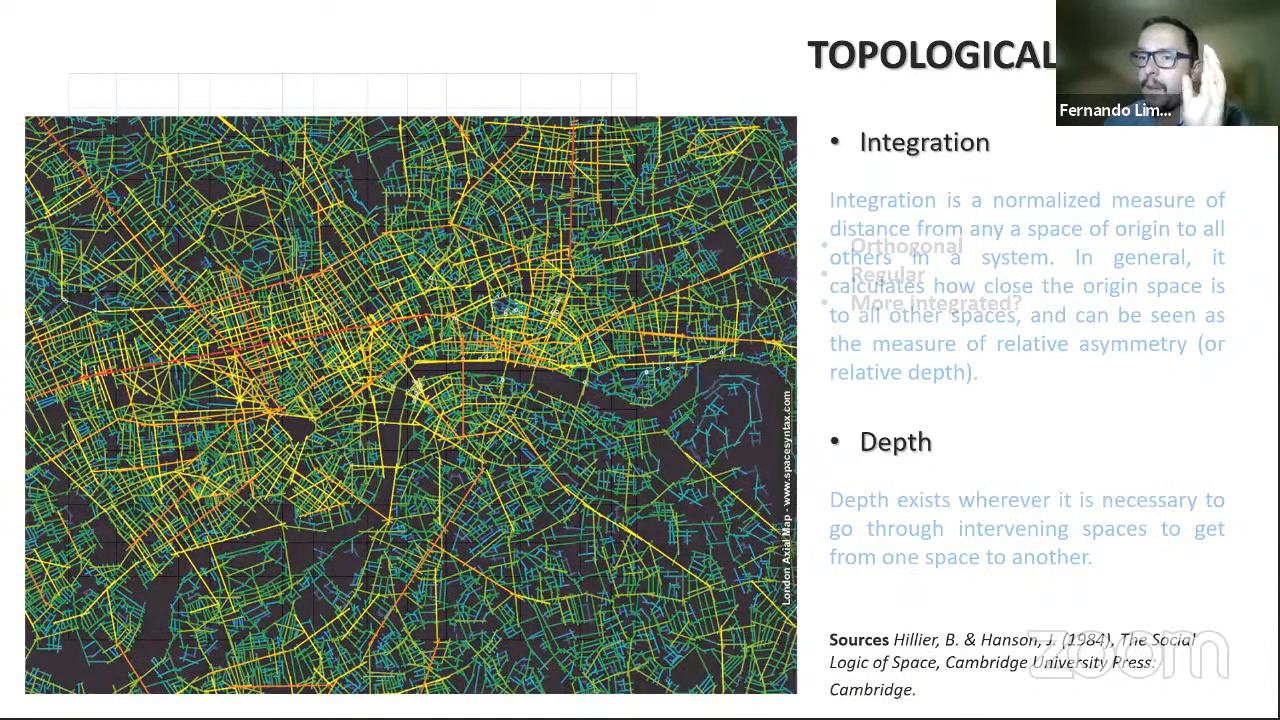 TOPOLOGICAL
Fernando Lim...
• Integration
Integration is a normalized measure of
distance from any a space of origin to all
others in a system. In general, it
calculates how close the origin space is
to all other spaces, and can be seen as
the measure of relative asymmetry (or
relative depth).
• Orthogonal
• Regular
• More integrated?
• Depth
Depth exists wherever it is necessary to
go through intervening spaces to get
from one space to another.
Sources Hillier, B. & Hanson, J. (1984), The Social
Logic of Space, Cambridge University Press:
Cambridge.
London Axial Map - www.spacesyntax.com
zoom